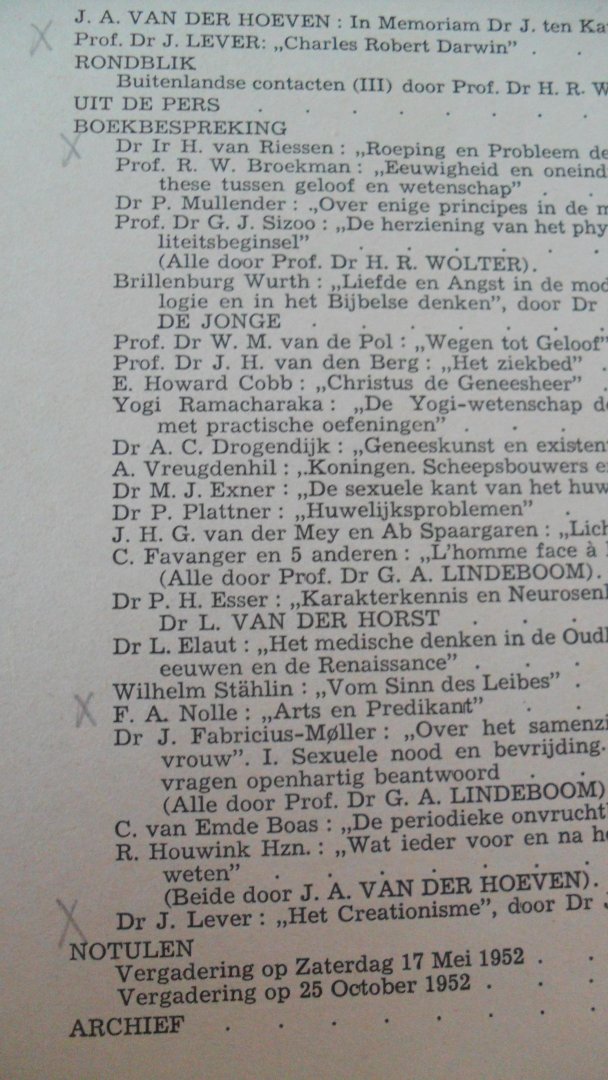 J. A. VAN DER HOEVEN : In Memoriam Dr J. ten
Prof. Dr J. LEVER: „Charles Robert Darwin” . .
RONDBLIK
Buitenlandse contacten (III) door Prof. Dr H. R.
UIT DE PERS . . . . . . .
BOEKBESPREKING
Dr Ir H. van Riessen : „Roeping en Probleem
Prof. R. W. Broekman : „Eeuwigheid en
these tussen geloof en wetenschap” . .
Dr P. Mullender : „Over enige principes in de
Prof. Dr G. J. Sizoo : „De herziening van het
liteitsbeginsel” . . . . . .
(Alle door Prof. Dr H. R. WOLTER).
Brillenburg Wurth : „Liefde en Angst in de
logie en in het Bijbelse denken”, door Dr
DE JONGE . . . . . . .
Prof. Dr W. M. van de Pol : „Wegen tot Geloof”
Prof. Dr J. H. van den Berg : „Het ziekbed” .
E. Howard Cobb : „Christus de Geneesheer” .
Yogi Ramacharaka : „De Yogi-wetenschap
met practische oefeningen” . . . .
Dr A. C. Drogendijk : „Geneeskunst en
A. Vreugdenhil : „Koningen. Scheepsbouwers
Dr M. J. Exner : „De sexuele kant van het
Dr P. Plattner : „Huwelijksproblemen” .
J. H. G. van der Mey en Ab Spaargaren :
C. Favanger en 5 anderen : „L'homme face à
(Alle door Prof. Dr G. A. LINDEBOOM).
Dr P. H. Esser : „Karakterkennis en
Dr L. VAN DER HORST . . . .
Dr L. Elaut : „Het medische denken in de
eeuwen en de Renaissance” . . . .
Wilhelm Stählin : „Vom Sinn des Leibes” .
F. A. Nolle : „Arts en Predikant” . .
Dr J. Fabricius-Møller : „Over het
vrouw”. I. Sexuele nood en bevrijding.
vragen openhartig beantwoord . .
(Alle door Prof. Dr G. A. LINDEBOOM)
C. van Emde Boas : „De periodieke
R. Houwink Hzn. : „Wat ieder voor en na
weten” . . . . . . .
(Beide door J. A. VAN DER HOEVEN).
Dr J. Lever : „Het Creationisme”, door Dr
NOTULEN
Vergadering op Zaterdag 17 Mei 1952 . .
Vergadering op 25 October 1952 . . .
ARCHIEF . . . . . . .